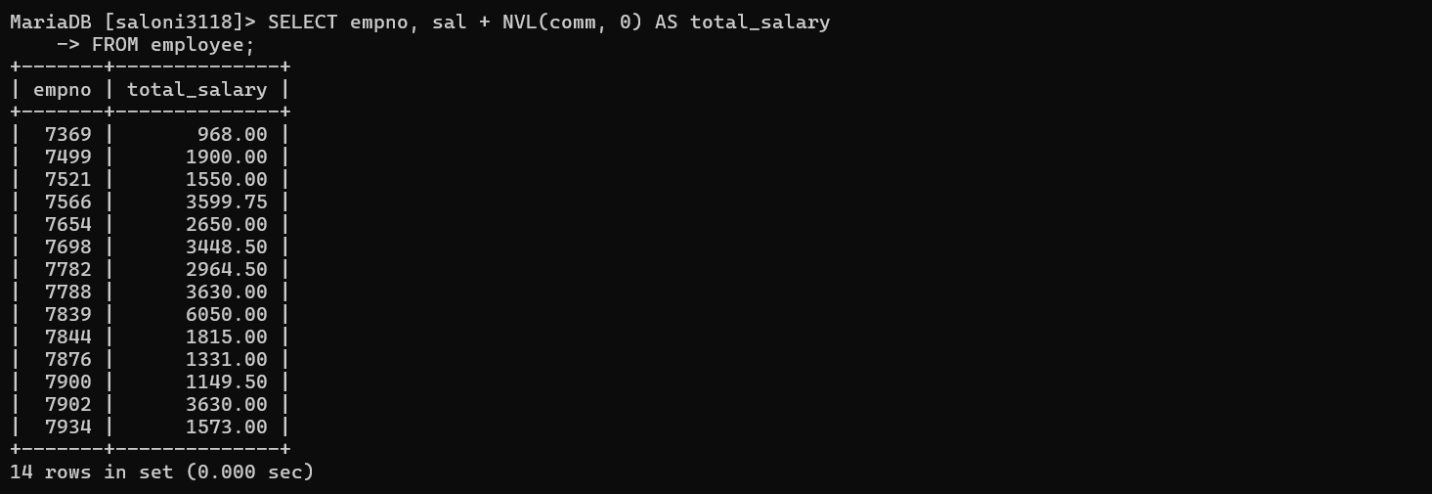 MariaDB [saloni3118]> SELECT empno, sal + NVL(comm, 0) AS total_salary
    -> FROM employee;
+-------+--------------+
| empno | total_salary |
+-------+--------------+
|  7369 |       968.00 |
|  7499 |      1900.00 |
|  7521 |      1550.00 |
|  7566 |      3599.75 |
|  7654 |      2650.00 |
|  7698 |      3448.50 |
|  7782 |      2964.50 |
|  7788 |      3630.00 |
|  7839 |      6050.00 |
|  7844 |      1815.00 |
|  7876 |      1331.00 |
|  7900 |      1149.50 |
|  7902 |      3630.00 |
|  7934 |      1573.00 |
+-------+--------------+
14 rows in set (0.000 sec)